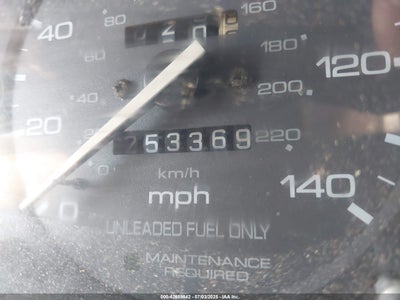 160
40 80 020
60 180 120
40 200
20 253369 220
km/h
mph 140
0
UNLEADED FUEL ONLY
MAINTENANCE
REQUIRED
000-42659842 - 07/03/2025 - IAA Inc.